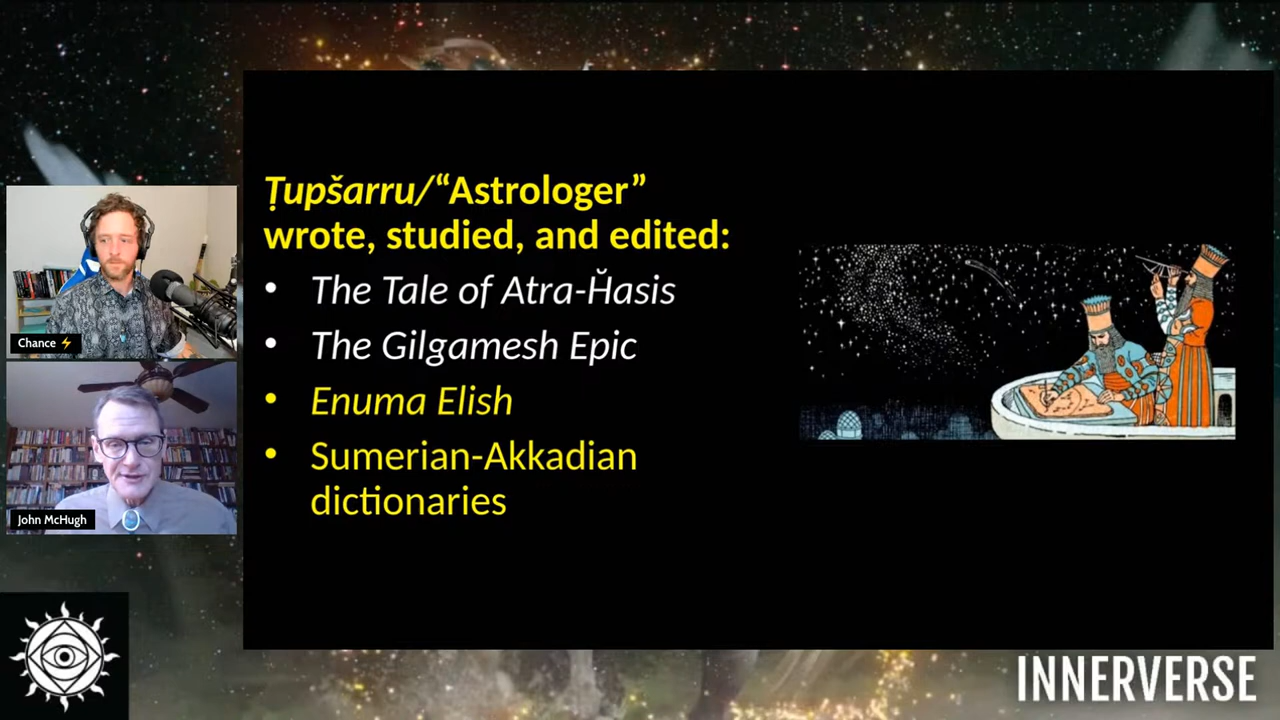 Ṭupšarru/“Astrologer”
wrote, studied, and edited:
• The Tale of Atra-H̆asis
• The Gilgamesh Epic
• Enuma Elish
• Sumerian-Akkadian
dictionaries
Chance ⚡
John McHugh
INNERVERSE